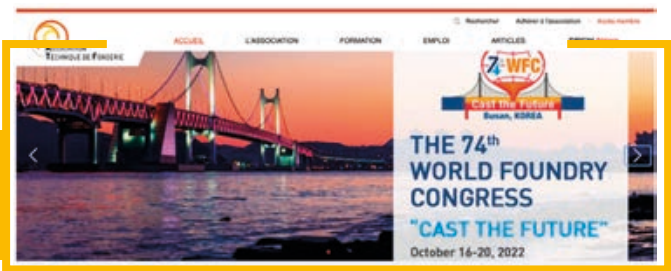 Rechercher Adhérer à l'association Accès membre
ACCUEIL L'ASSOCIATION FORMATION EMPLOI ARTICLES
ASSOCIATION
TECHNIQUE DE FONDERIE
74th WFC
Cast the Future
Busan, KOREA
THE 74th
WORLD FOUNDRY
CONGRESS
"CAST THE FUTURE"
October 16-20, 2022